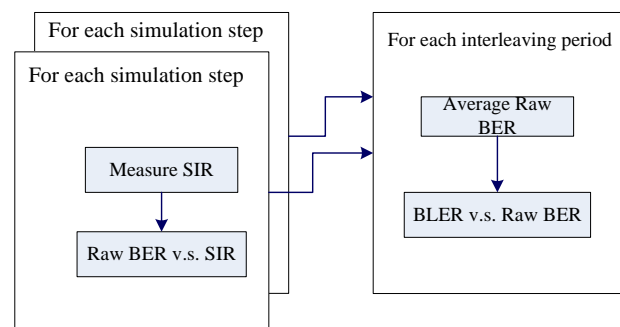 For each simulation step
For each simulation step
Measure SIR
Raw BER v.s. SIR
For each interleaving period
Average Raw
BER
BLER v.s. Raw BER